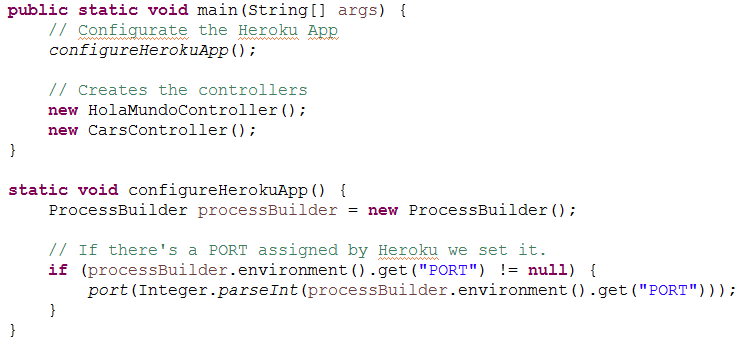 public static void main(String[] args) {
    // Configurate the Heroku App
    configureHerokuApp();

    // Creates the controllers
    new HolaMundoController();
    new CarsController();
}

static void configureHerokuApp() {
    ProcessBuilder processBuilder = new ProcessBuilder();

    // If there's a PORT assigned by Heroku we set it.
    if (processBuilder.environment().get("PORT") != null) {
        port(Integer.parseInt(processBuilder.environment().get("PORT")));
    }
}